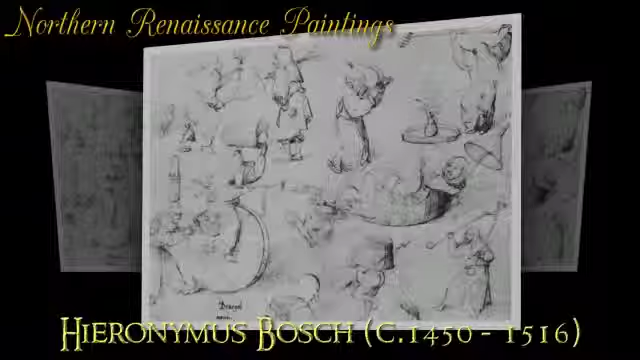 Northern Renaissance Paintings
Hieronymus Bosch (c.1450 - 1516)